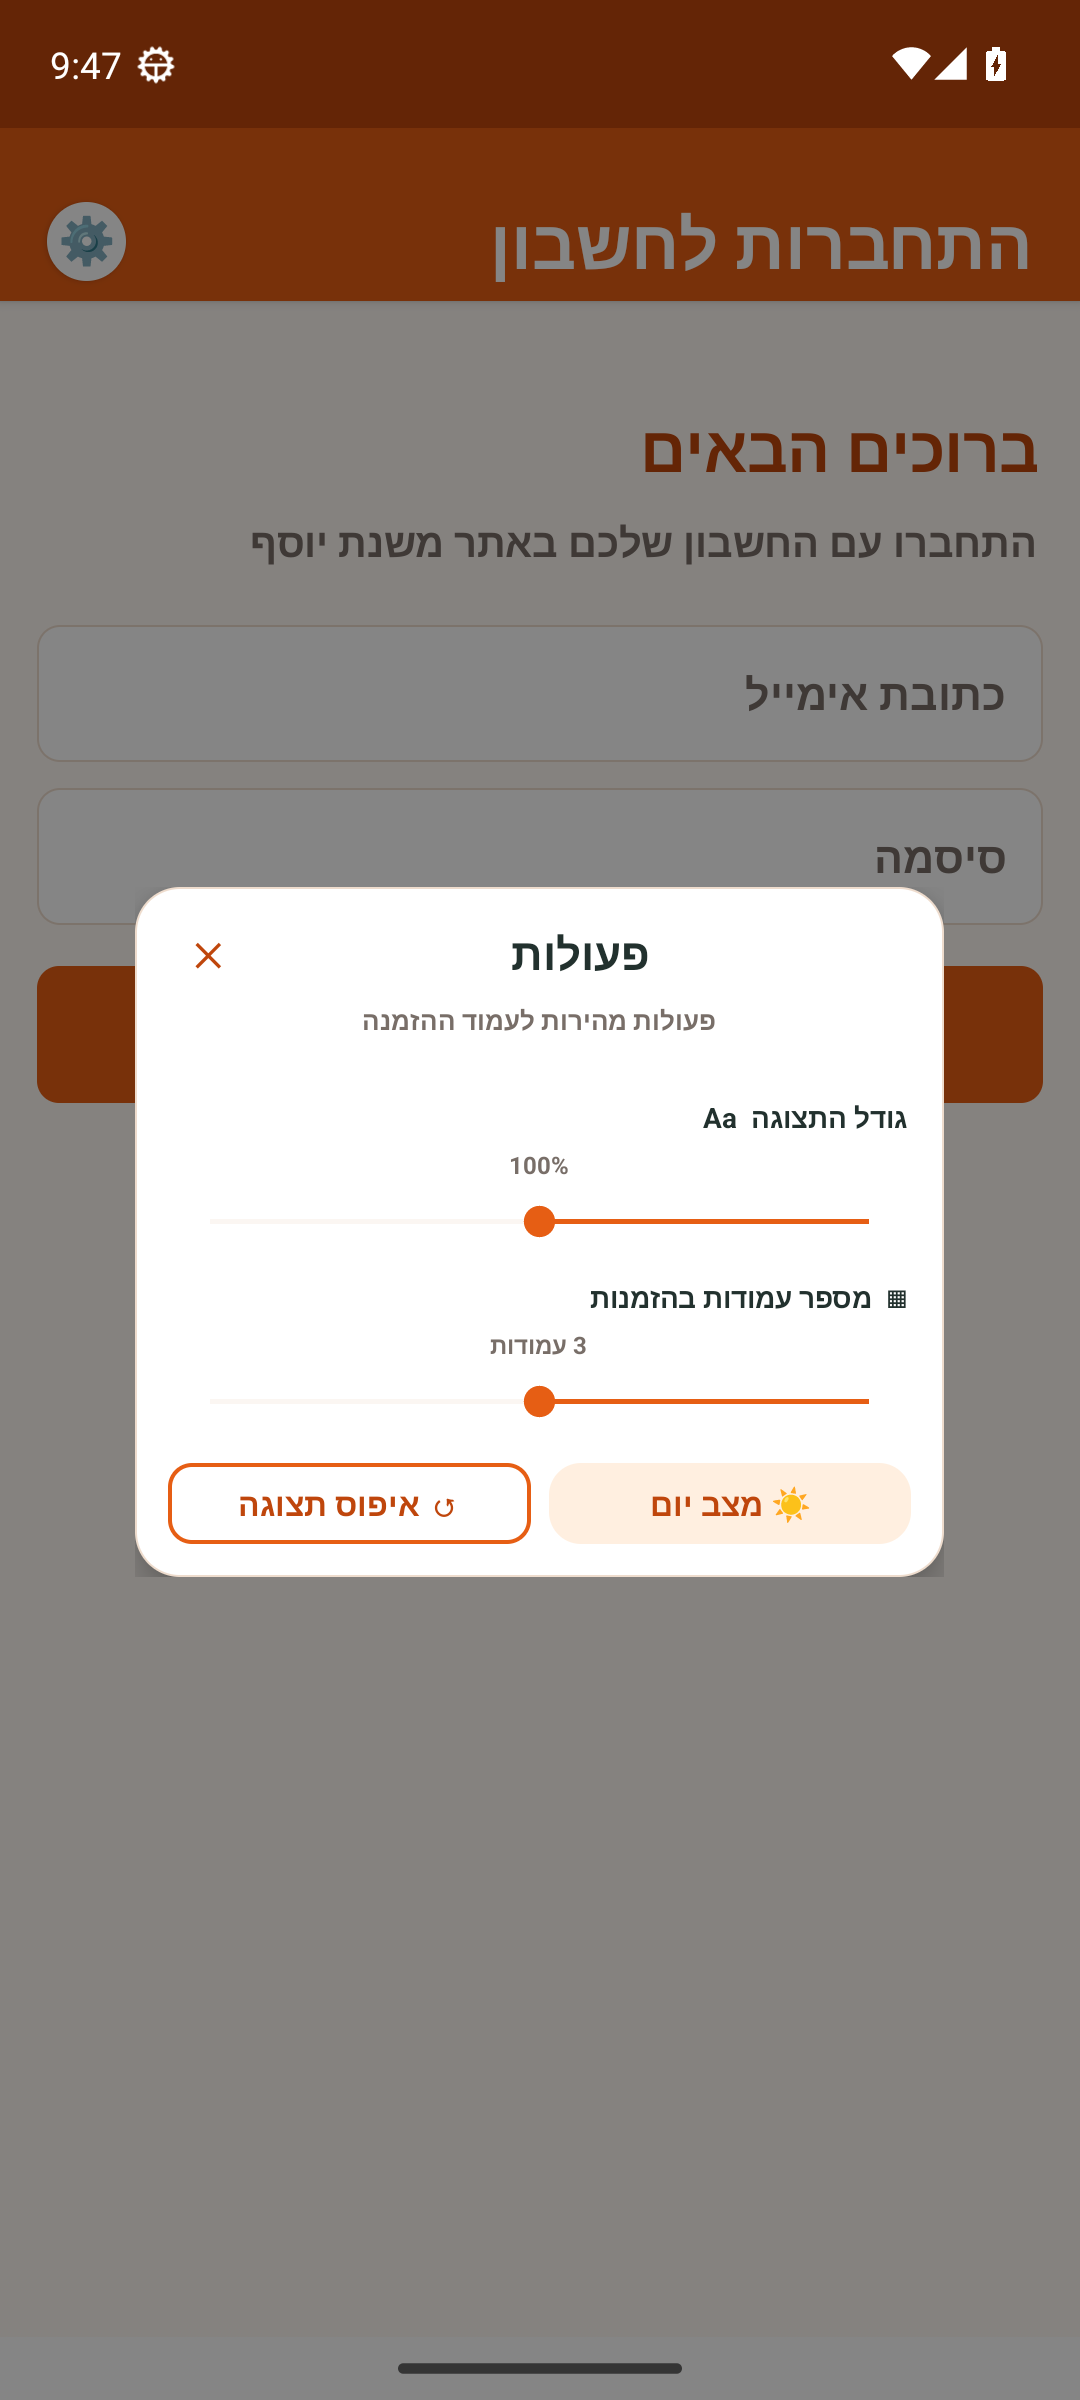 9:47
התחברות לחשבון
ברוכים הבאים
התחברו עם החשבון שלכם באתר משנת יוסף
כתובת אימייל
סיסמה
פעולות
פעולות מהירות לעמוד ההזמנה
גודל התצוגה Aa
100%
▦ מספר עמודות בהזמנות
3 עמודות
☀️ מצב יום
↺ איפוס תצוגה